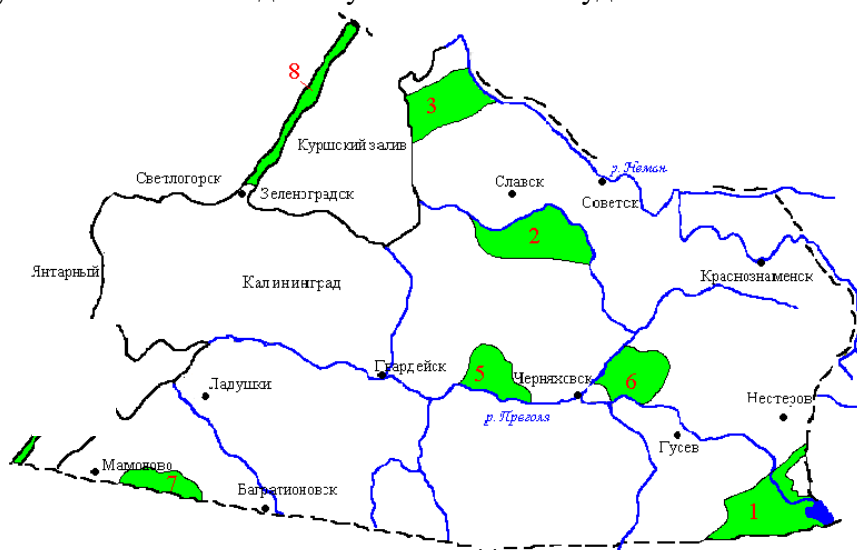 8
3
Куршский залив
р. Неман
Светлогорск
Зеленоградск
Славск
Советск
2
Янтарный
Калининград
Краснознаменск
Гвардейск
5
Черняховск
6
Ладушки
р. Преголя
Нестеров
Гусев
Мамоново
7
Багратионовск
1